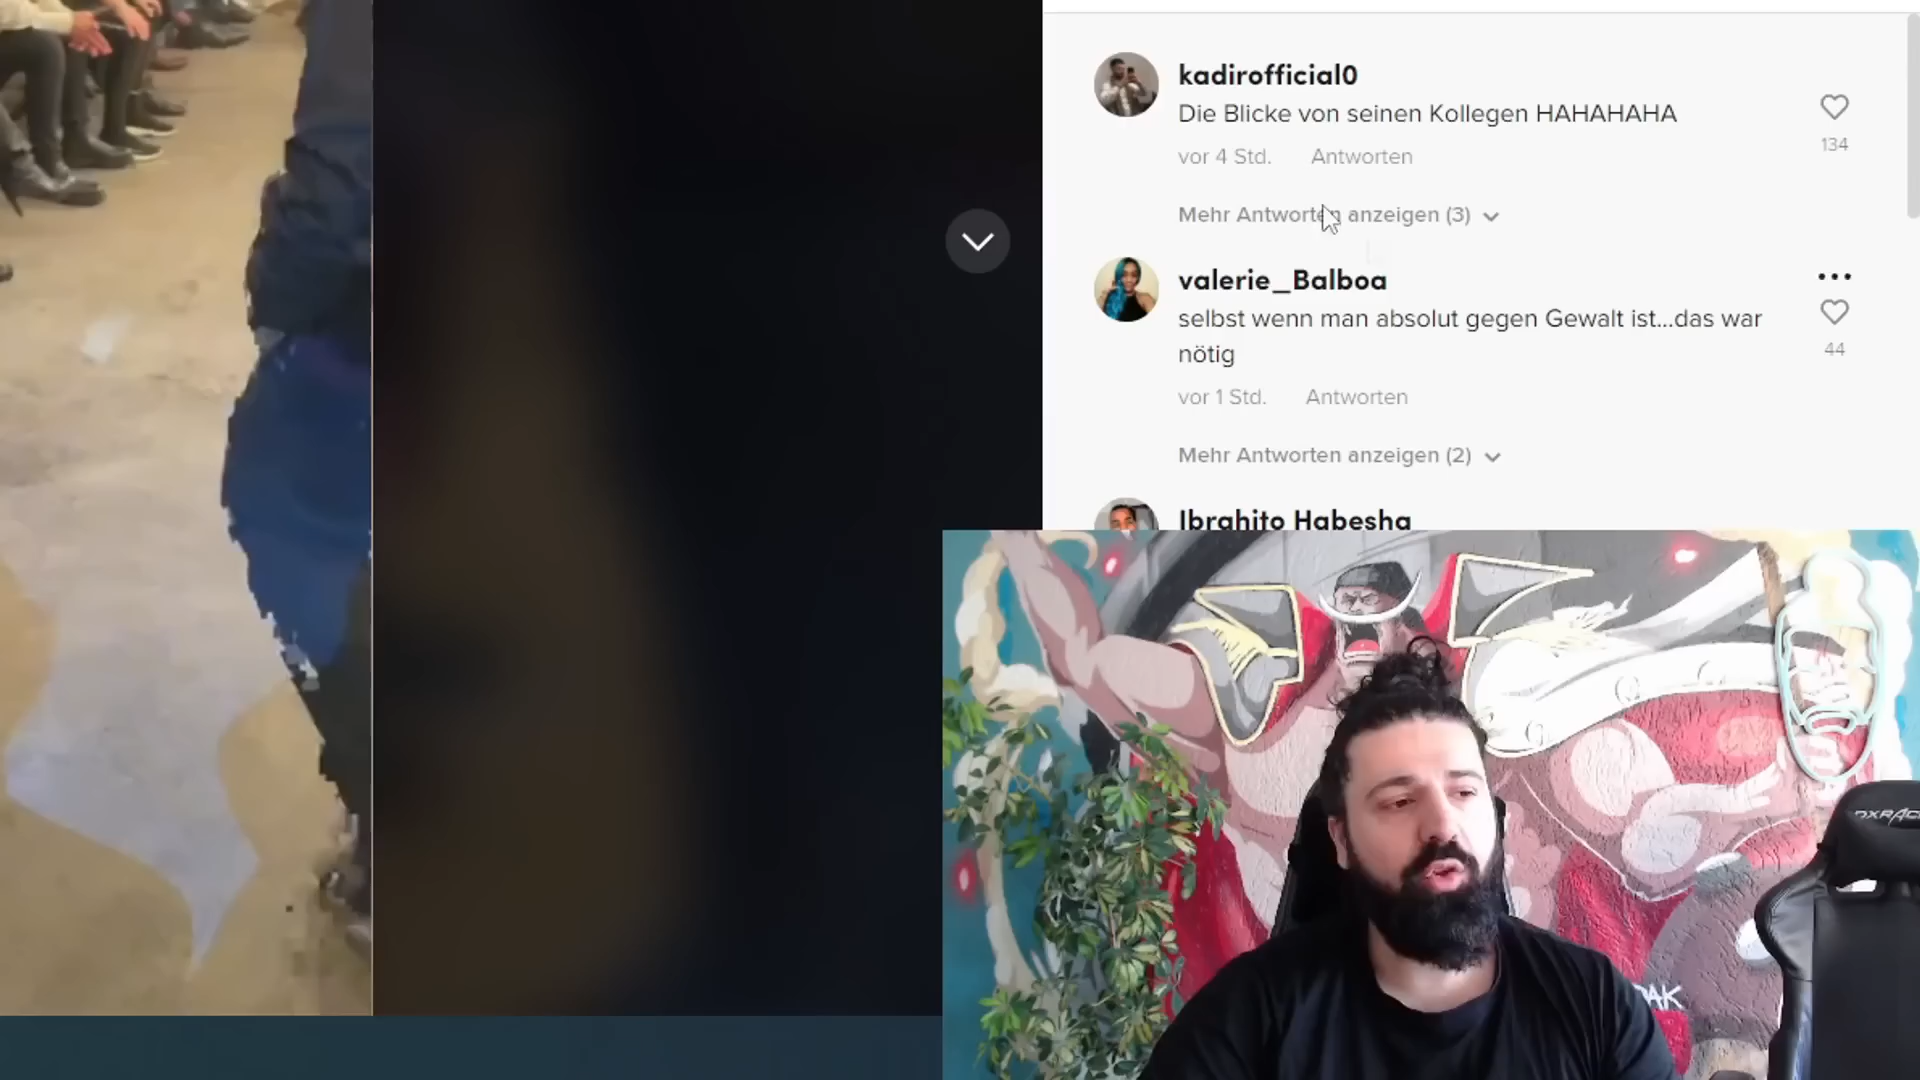 kadirofficial0
Die Blicke von seinen Kollegen HAHAHAHA
134
vor 4 Std. Antworten
Mehr Antworten anzeigen (3)
valerie_Balboa
selbst wenn man absolut gegen Gewalt ist...das war
nötig
44
vor 1 Std. Antworten
Mehr Antworten anzeigen (2)
Ibrahito Habesha